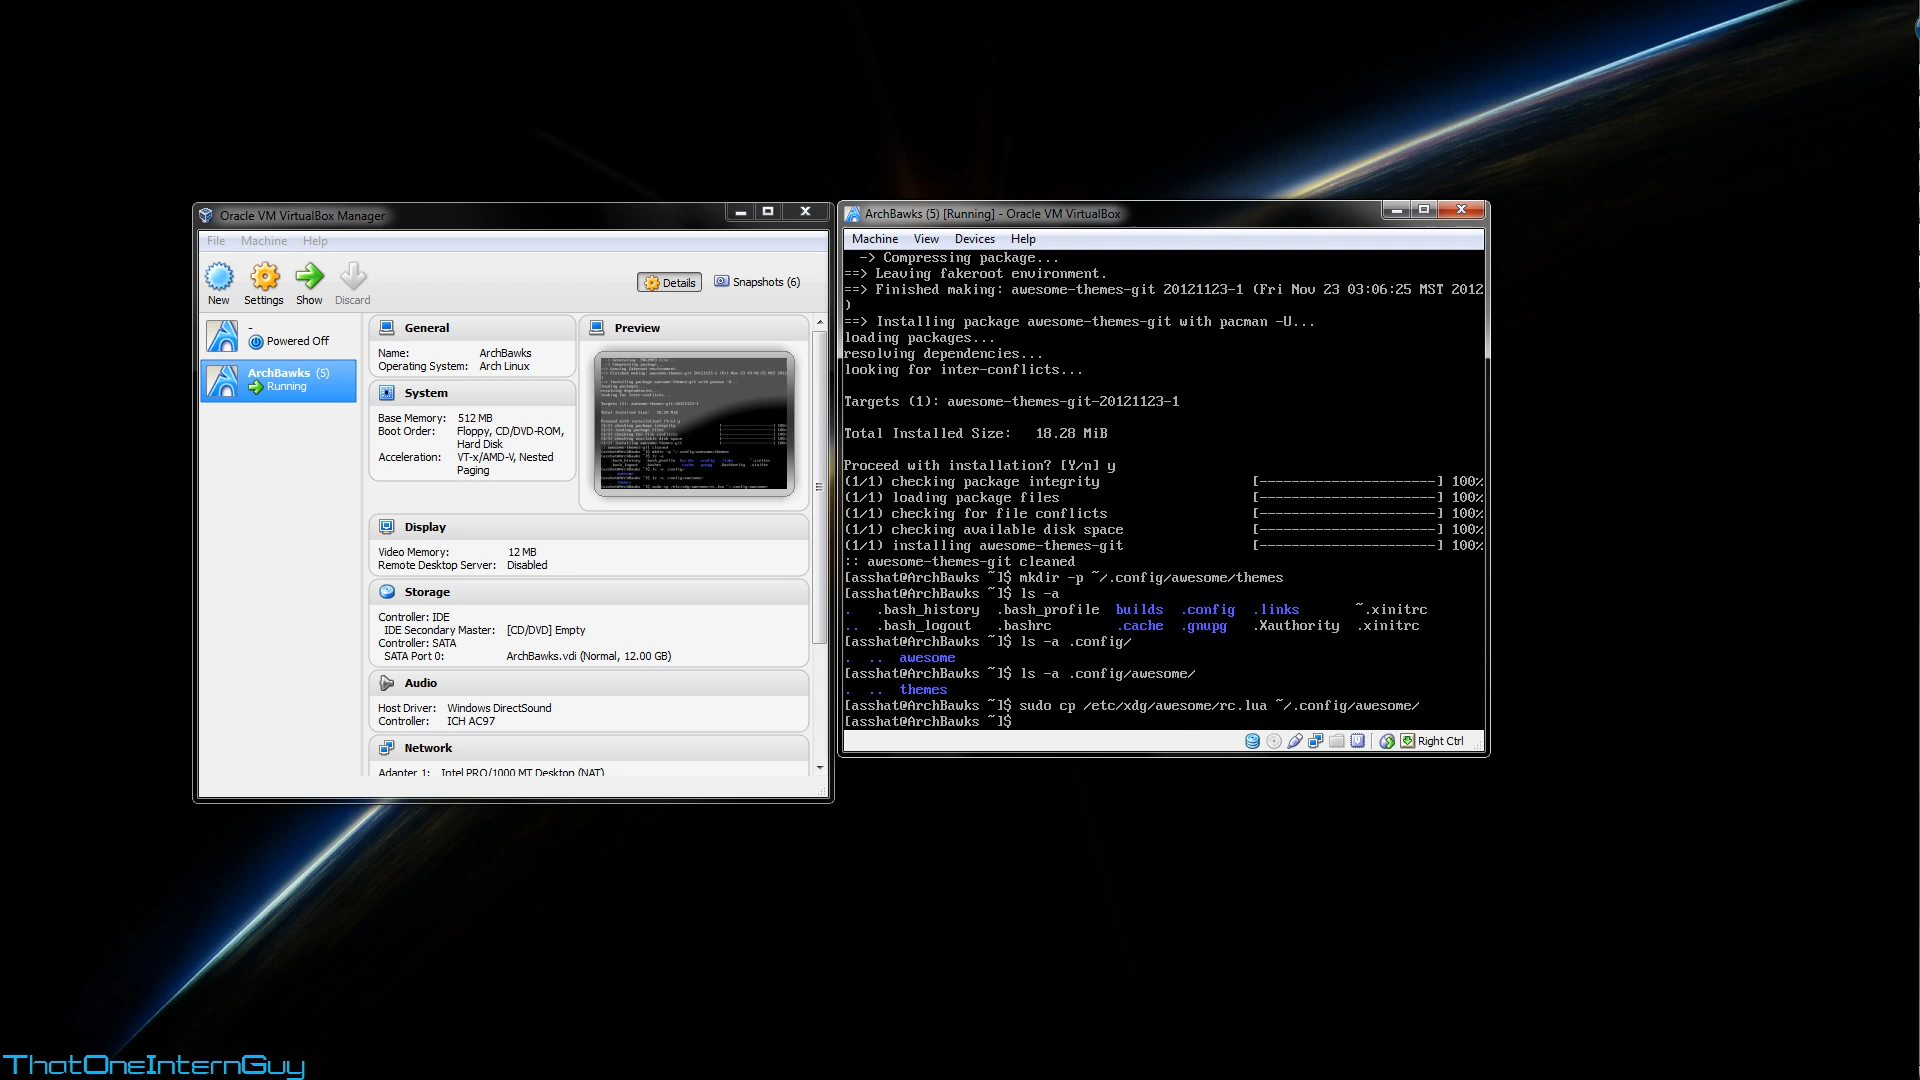 Oracle VM VirtualBox Manager
File Machine Help
New Settings Show Discard
Details Snapshots (6)
-
Powered Off
ArchBawks (5)
Running
General
Name: ArchBawks
Operating System: Arch Linux
System
Base Memory: 512 MB
Boot Order: Floppy, CD/DVD-ROM,
Hard Disk
Acceleration: VT-x/AMD-V, Nested
Paging
Preview
Display
Video Memory: 12 MB
Remote Desktop Server: Disabled
Storage
Controller: IDE
IDE Secondary Master: [CD/DVD] Empty
Controller: SATA
SATA Port 0: ArchBawks.vdi (Normal, 12.00 GB)
Audio
Host Driver: Windows DirectSound
Controller: ICH AC97
Network
Adapter 1: Intel PRO/1000 MT Desktop (NAT)
ArchBawks (5) [Running] - Oracle VM VirtualBox
Machine View Devices Help
-> Compressing package...
==> Leaving fakeroot environment.
==> Finished making: awesome-themes-git 20121123-1 (Fri Nov 23 03:06:25 MST 2012
)
==> Installing package awesome-themes-git with pacman -U...
loading packages...
resolving dependencies...
looking for inter-conflicts...
Targets (1): awesome-themes-git-20121123-1
Total Installed Size: 18.28 MiB
Proceed with installation? [Y/n] y
(1/1) checking package integrity [----------------------] 100%
(1/1) loading package files [----------------------] 100%
(1/1) checking for file conflicts [----------------------] 100%
(1/1) checking available disk space [----------------------] 100%
(1/1) installing awesome-themes-git [----------------------] 100%
:: awesome-themes-git cleaned
[asshat@ArchBawks ~]$ mkdir -p ~/.config/awesome/themes
[asshat@ArchBawks ~]$ ls -a
. .bash_history .bash_profile builds .config .links ~.xinitrc
.. .bash_logout .bashrc .cache .gnupg .Xauthority .xinitrc
[asshat@ArchBawks ~]$ ls -a .config/
. .. awesome
[asshat@ArchBawks ~]$ ls -a .config/awesome/
. .. themes
[asshat@ArchBawks ~]$ sudo cp /etc/xdg/awesome/rc.lua ~/.config/awesome/
[asshat@ArchBawks ~]$
Right Ctrl
ThatOneInternGuy